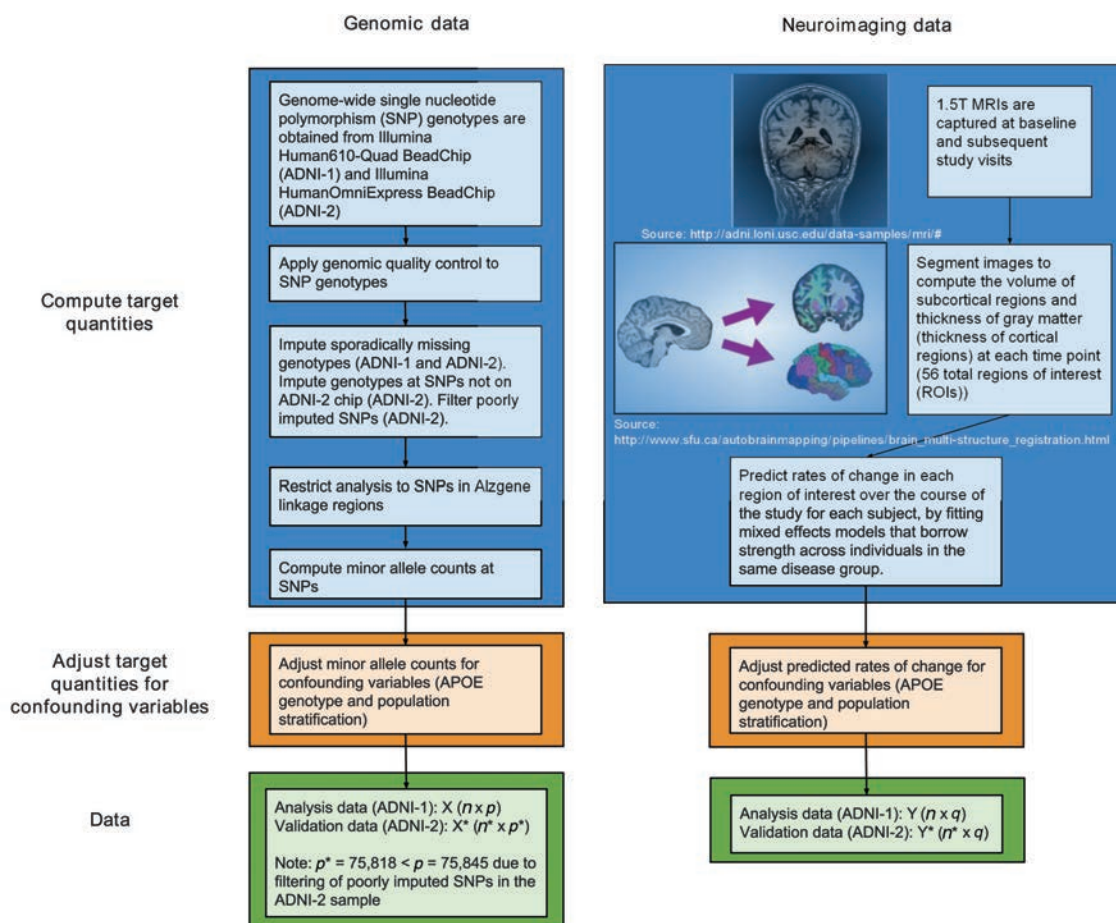 Genomic data
Neuroimaging data
Compute target
quantities
Genome-wide single nucleotide
polymorphism (SNP) genotypes are
obtained from Illumina
Human610-Quad BeadChip
(ADNI-1) and Illumina
HumanOmniExpress BeadChip
(ADNI-2)
Apply genomic quality control to
SNP genotypes
Impute sporadically missing
genotypes (ADNI-1 and ADNI-2).
Impute genotypes at SNPs not on
ADNI-2 chip (ADNI-2). Filter poorly
imputed SNPs (ADNI-2).
Restrict analysis to SNPs in Alzgene
linkage regions
Compute minor allele counts at
SNPs
1.5T MRIs are
captured at baseline
and subsequent
study visits
Source: http://adni.loni.usc.edu/data-samples/mri/#
Segment images to
compute the volume of
subcortical regions and
thickness of gray matter
(thickness of cortical
regions) at each time point
(56 total regions of interest
(ROIs))
Source:
http://www.sfu.ca/autobrainmapping/pipelines/brain_multi-structure_registration.html
Predict rates of change in each
region of interest over the course of
the study for each subject, by fitting
mixed effects models that borrow
strength across individuals in the
same disease group.
Adjust target
quantities for
confounding variables
Adjust minor allele counts for
confounding variables (APOE
genotype and population
stratification)
Adjust predicted rates of change for
confounding variables (APOE
genotype and population
stratification)
Data
Analysis data (ADNI-1): X (n x p)
Validation data (ADNI-2): X* (n* x p*)
Note: p* = 75,818 < p = 75,845 due to
filtering of poorly imputed SNPs in the
ADNI-2 sample
Analysis data (ADNI-1): Y (n x q)
Validation data (ADNI-2): Y* (n* x q)